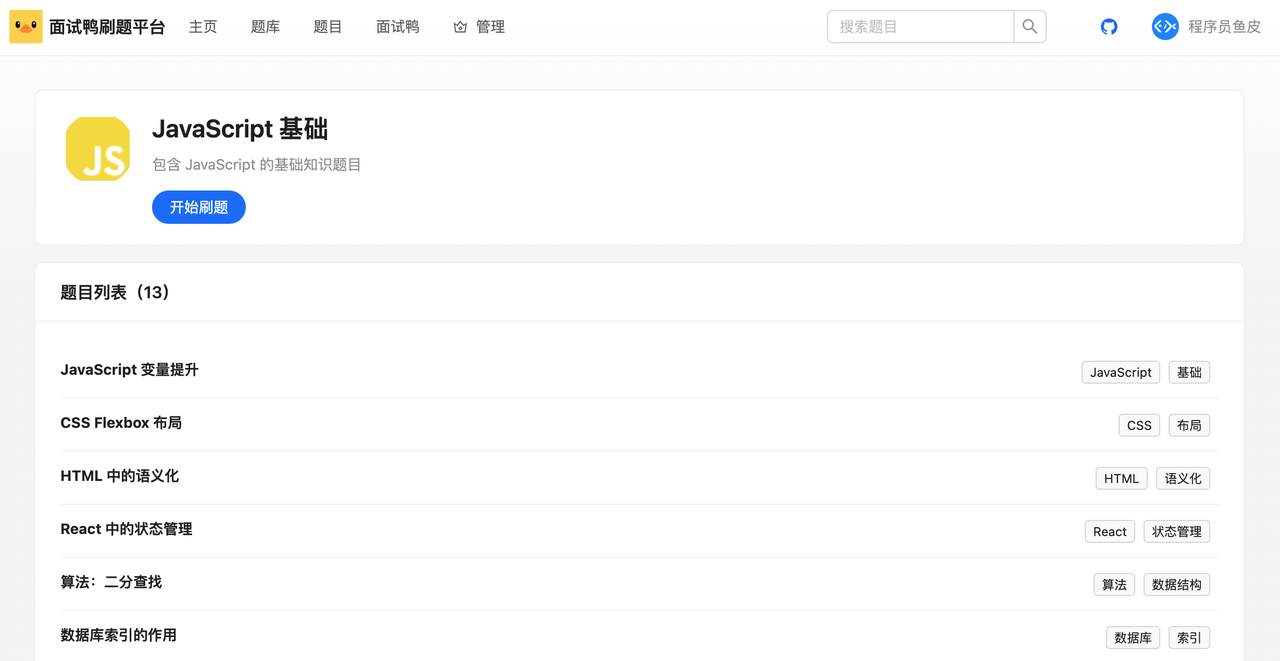 面试鸭刷题平台 主页 题库 题目 面试鸭 管理 搜索题目 程序员鱼皮
JS
JavaScript 基础
包含 JavaScript 的基础知识题目
开始刷题
题目列表（13）
JavaScript 变量提升 JavaScript 基础
CSS Flexbox 布局 CSS 布局
HTML 中的语义化 HTML 语义化
React 中的状态管理 React 状态管理
算法：二分查找 算法 数据结构
数据库索引的作用 数据库 索引